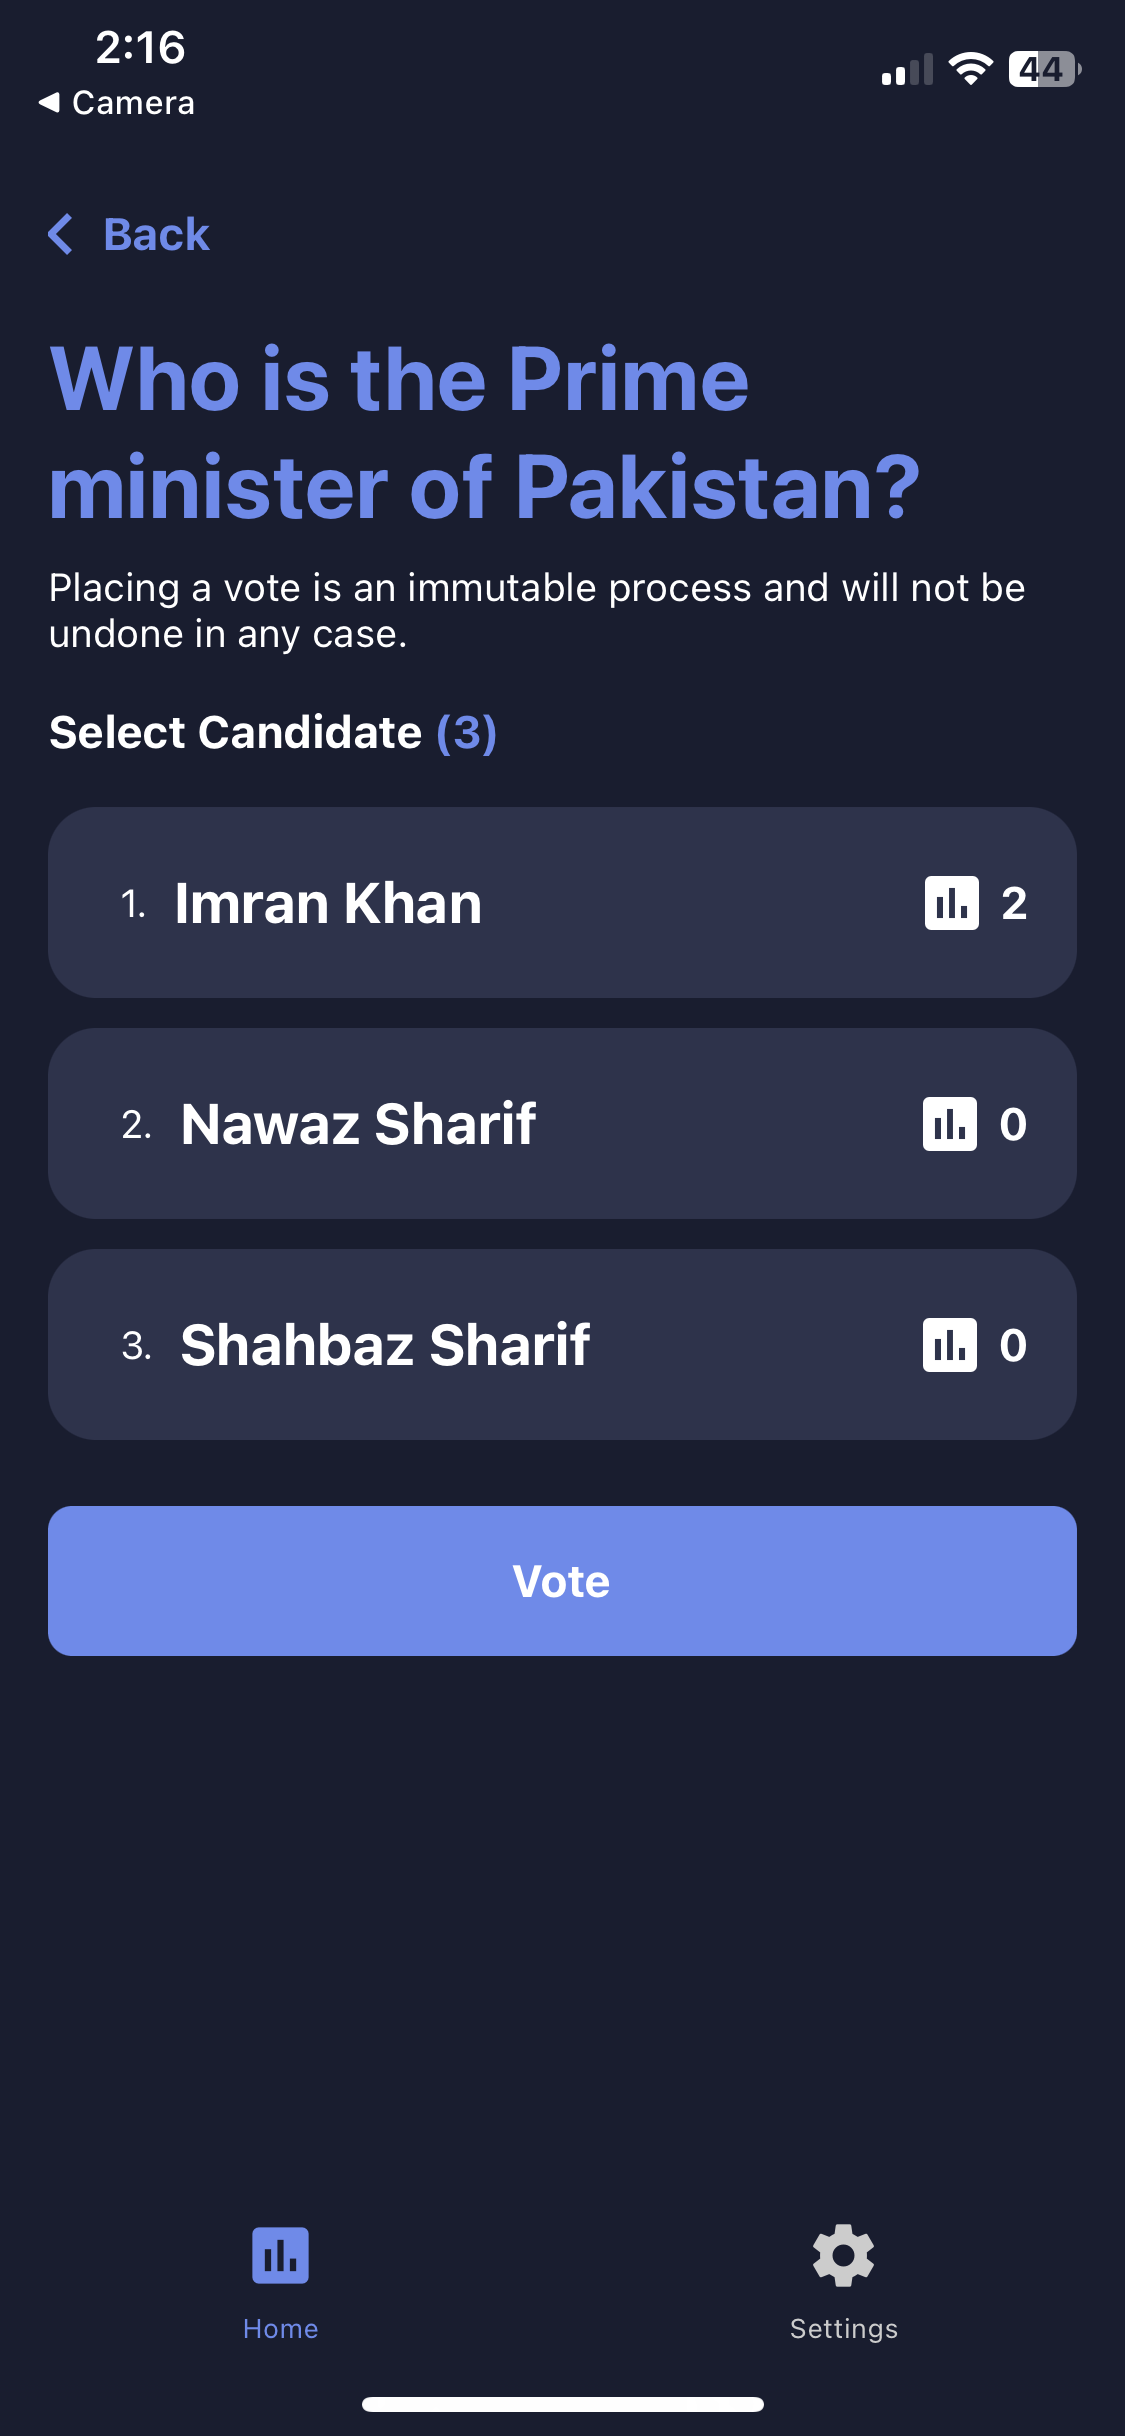 2:16
44
◀ Camera
Back
Who is the Prime
minister of Pakistan?
Placing a vote is an immutable process and will not be
undone in any case.
Select Candidate (3)
1. Imran Khan 2
2. Nawaz Sharif 0
3. Shahbaz Sharif 0
Vote
Home
Settings